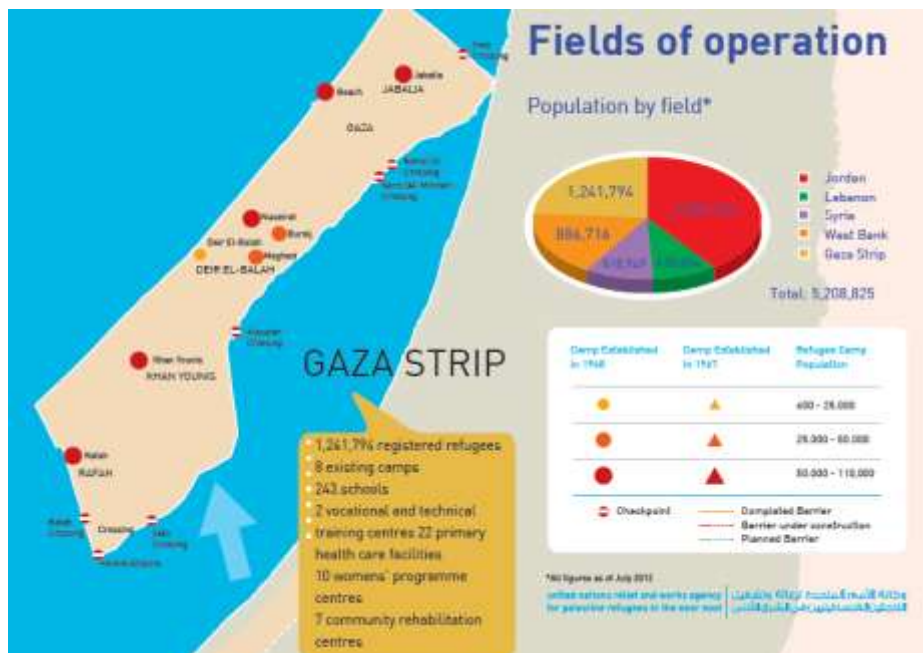 Fields of operation
Population by field*
1,241,794
886,716
Jordan
Lebanon
Syria
West Bank
Gaza Strip
Total: 5,208,825
Beach
Jabalia
JABALIA
GAZA
Nuseirat
Bureij
Deir El-Balah
Maghazi
DEIR EL-BALAH
Crossing
Khan Younis
KHAN YOUNIS
Rafah
RAFAH
Rafah
Crossing
Crossing
GAZA STRIP
1,241,794 registered refugees
8 existing camps
243 schools
2 vocational and technical
training centres 22 primary
health care facilities
10 womens' programme
centres
7 community rehabilitation
centres
Camp Established
in 1948
Camp Established
in 1967
Refugee Camp
Population
600 - 25,000
25,000 - 50,000
50,000 - 110,000
Checkpoint
Completed Barrier
Barrier under construction
Planned Barrier
*All figures as of July 2013
united nations relief and works agency
for palestine refugees in the near east